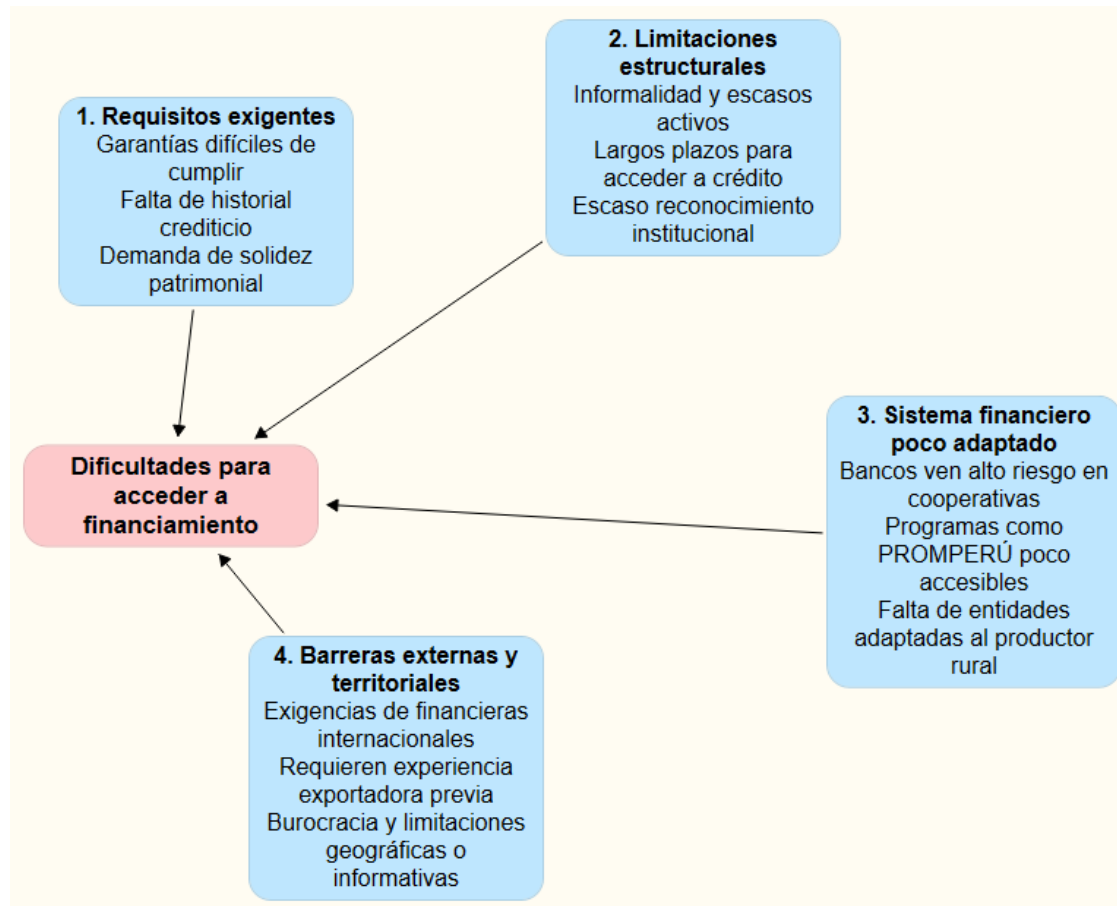 1. Requisitos exigentes
Garantías difíciles de
cumplir
Falta de historial
crediticio
Demanda de solidez
patrimonial
2. Limitaciones
estructurales
Informalidad y escasos
activos
Largos plazos para
acceder a crédito
Escaso reconocimiento
institucional
3. Sistema financiero
poco adaptado
Bancos ven alto riesgo en
cooperativas
Programas como
PROMPERÚ poco
accesibles
Falta de entidades
adaptadas al productor
rural
Dificultades para
acceder a
financiamiento
4. Barreras externas y
territoriales
Exigencias de financieras
internacionales
Requieren experiencia
exportadora previa
Burocracia y limitaciones
geográficas o
informativas